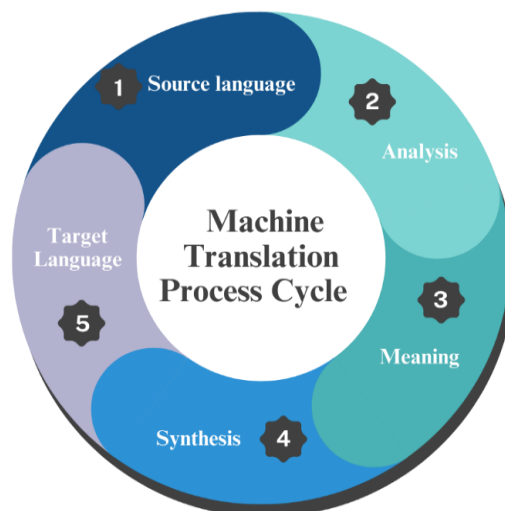 1
Source language
2
Analysis
Machine
Translation
Process Cycle
3
Meaning
4
Synthesis
Target
Language
5